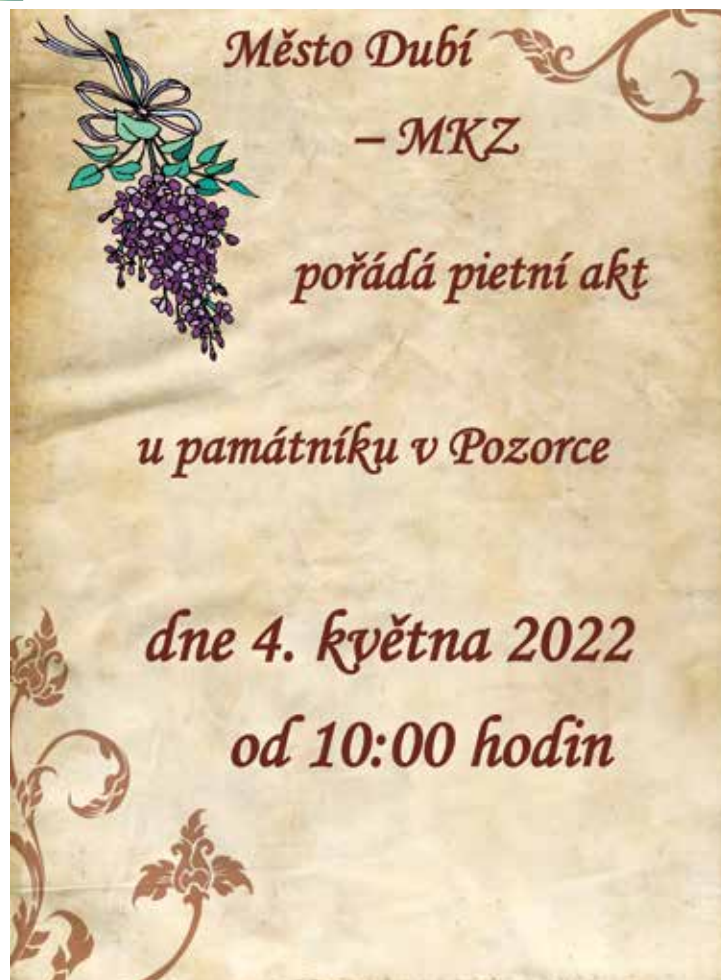 Město Dubí
– MKZ
pořádá pietní akt
u památníku v Pozorce
dne 4. května 2022
od 10:00 hodin